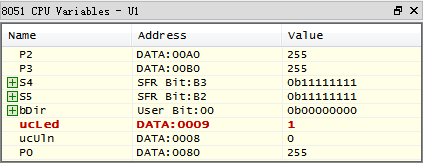 8051 CPU Variables - U1
Name Address Value
P2 DATA:00A0 255
P3 DATA:00B0 255
S4 SFR Bit:B3 0b11111111
S5 SFR Bit:B2 0b11111111
bDir User Bit:00 0b00000000
ucLed DATA:0009 1
ucUln DATA:0008 0
P0 DATA:0080 255